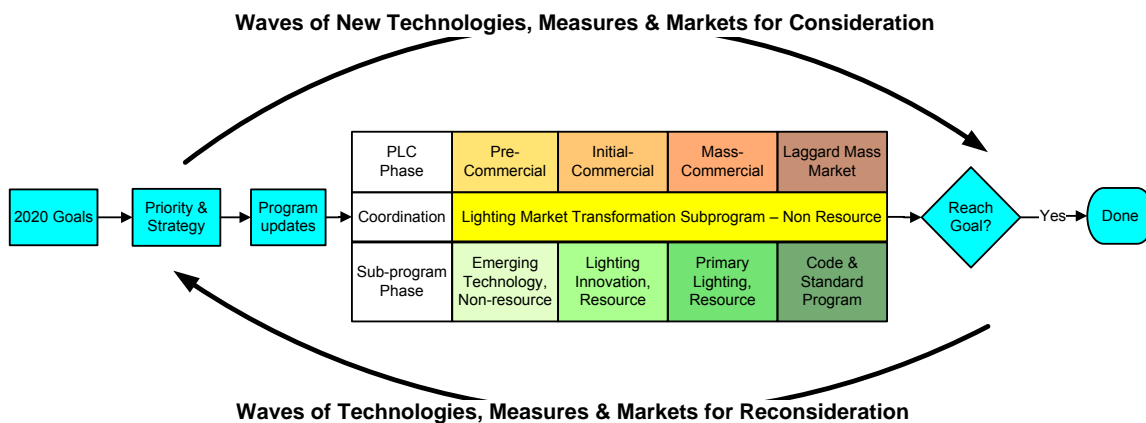 Waves of New Technologies, Measures & Markets for Consideration
2020 Goals
Priority &
Strategy
Program
updates
PLC
Phase
Pre-
Commercial
Initial-
Commercial
Mass-
Commercial
Laggard Mass
Market
Coordination
Lighting Market Transformation Subprogram – Non Resource
Sub-program
Phase
Emerging
Technology,
Non-resource
Lighting
Innovation,
Resource
Primary
Lighting,
Resource
Code &
Standard
Program
Reach
Goal?
Yes
Done
Waves of Technologies, Measures & Markets for Reconsideration